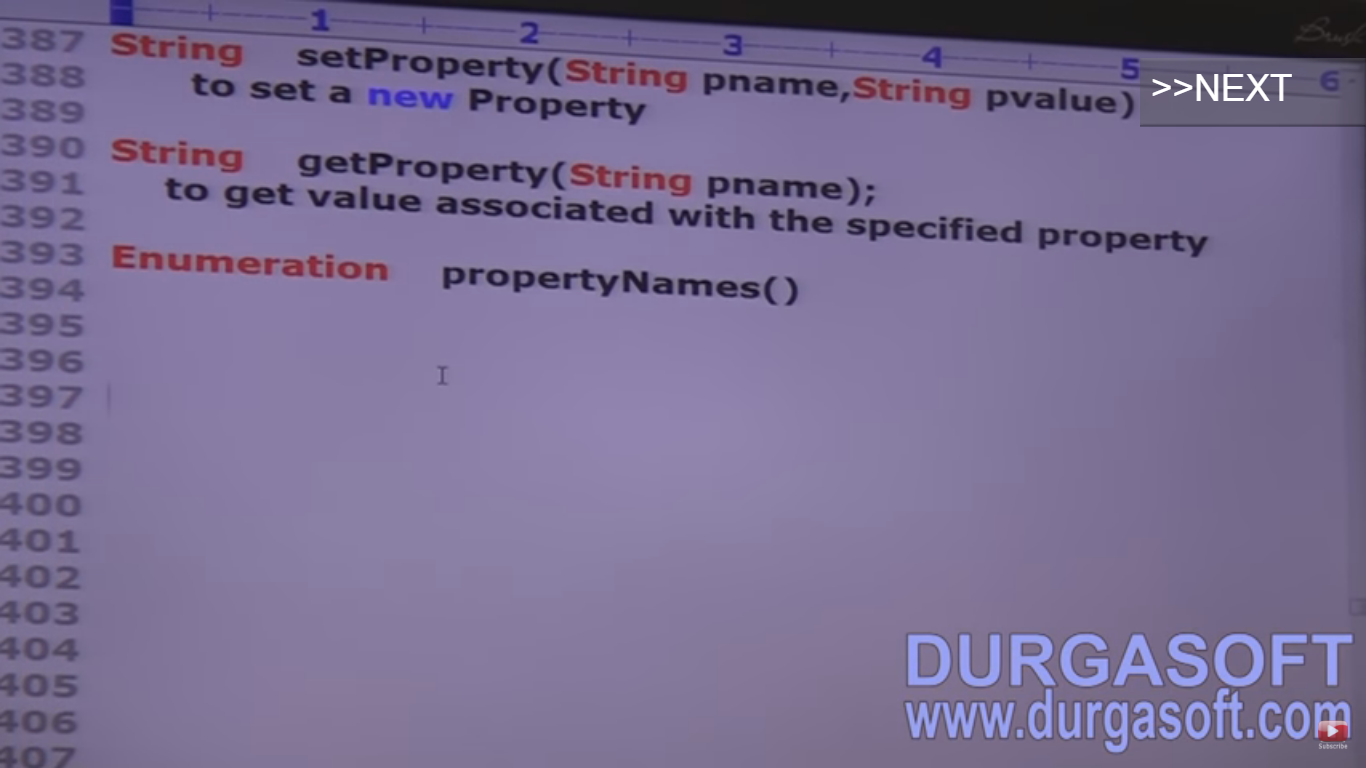 1 2 3 4 5 6
387 String setProperty(String pname,String pvalue)
388 to set a new Property
389
390 String getProperty(String pname);
391 to get value associated with the specified property
392
393 Enumeration propertyNames()
394
395
396
397
398
399
400
401
402
403
404
405
406
407
>>NEXT
DURGASOFT
www.durgasoft.com
Subscribe